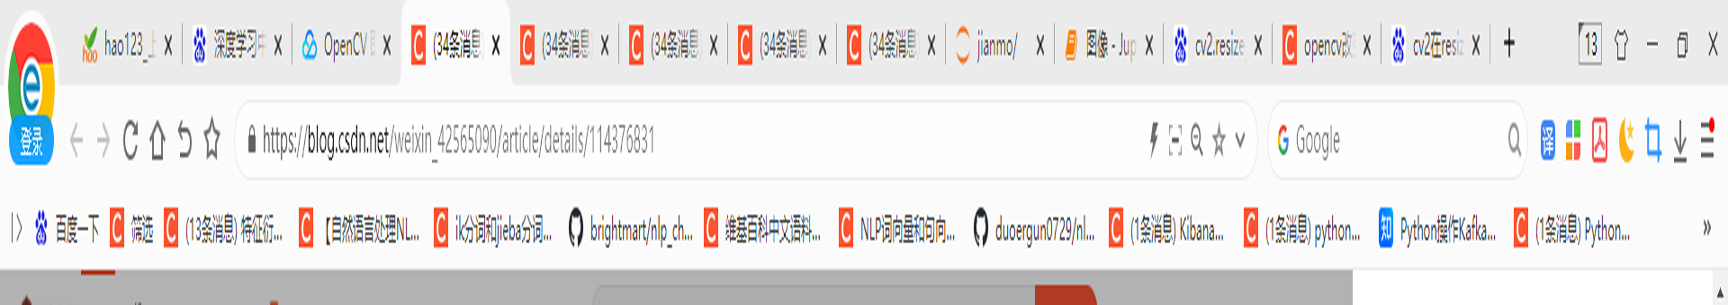 hao123_上 深度学习中 OpenCV (34条消息 (34条消息 (34条消息 (34条消息 (34条消息 jianmo/ 图像 - Jup cv2.resize opencv改 cv2在resiz 13
登录 https://blog.csdn.net/weixin_42565090/article/details/114376831 Google 译
百度一下 筛选 (13条消息) 特征衍... 【自然语言处理NL... ik分词和jieba分词... brightmart/nlp_ch... 维基百科中文语料... NLP词向量和句向... duoergun0729/nl... (1条消息) Kibana... (1条消息) python... 知 Python操作Kafka... (1条消息) Python...